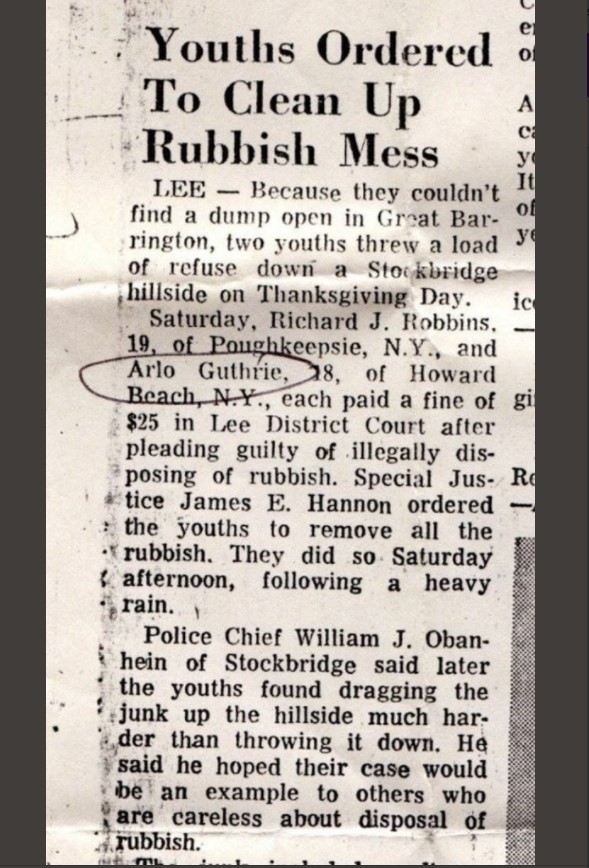 Youths Ordered
To Clean Up
Rubbish Mess
LEE — Because they couldn't
find a dump open in Great Bar-
rington, two youths threw a load
of refuse down a Stockbridge
hillside on Thanksgiving Day.
Saturday, Richard J. Robbins,
19, of Poughkeepsie, N.Y., and
Arlo Guthrie, 18, of Howard
Beach, N.Y., each paid a fine of
$25 in Lee District Court after
pleading guilty of illegally dis-
posing of rubbish. Special Jus-
tice James E. Hannon ordered
the youths to remove all the
rubbish. They did so Saturday
afternoon, following a heavy
rain.
Police Chief William J. Oban-
hein of Stockbridge said later
the youths found dragging the
junk up the hillside much har-
der than throwing it down. He
said he hoped their case would
be an example to others who
are careless about disposal of
rubbish.